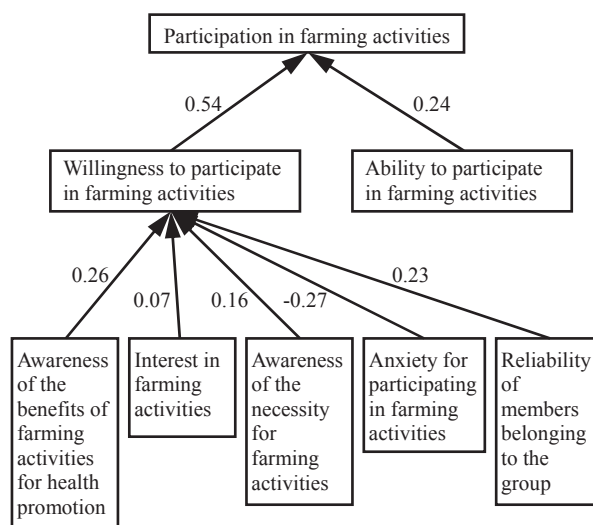 Participation in farming activities
0.54
0.24
Willingness to participate
in farming activities
Ability to participate
in farming activities
0.26
0.07
0.16
-0.27
0.23
Awareness
of the
benefits of
farming
activities
for health
promotion
Interest in
farming
activities
Awareness
of the
necessity
for
farming
activities
Anxiety for
participating
in farming
activities
Reliability
of
members
belonging
to the
group